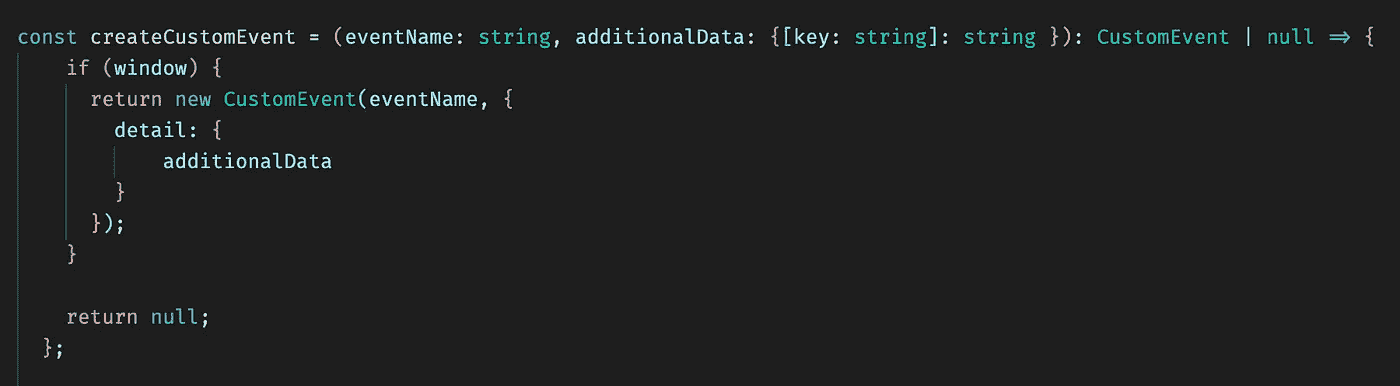 const createCustomEvent = (eventName: string, additionalData: {[key: string]: string }): CustomEvent | null => {
if (window) {
return new CustomEvent(eventName, {
detail: {
additionalData
}
});
}
return null;
};